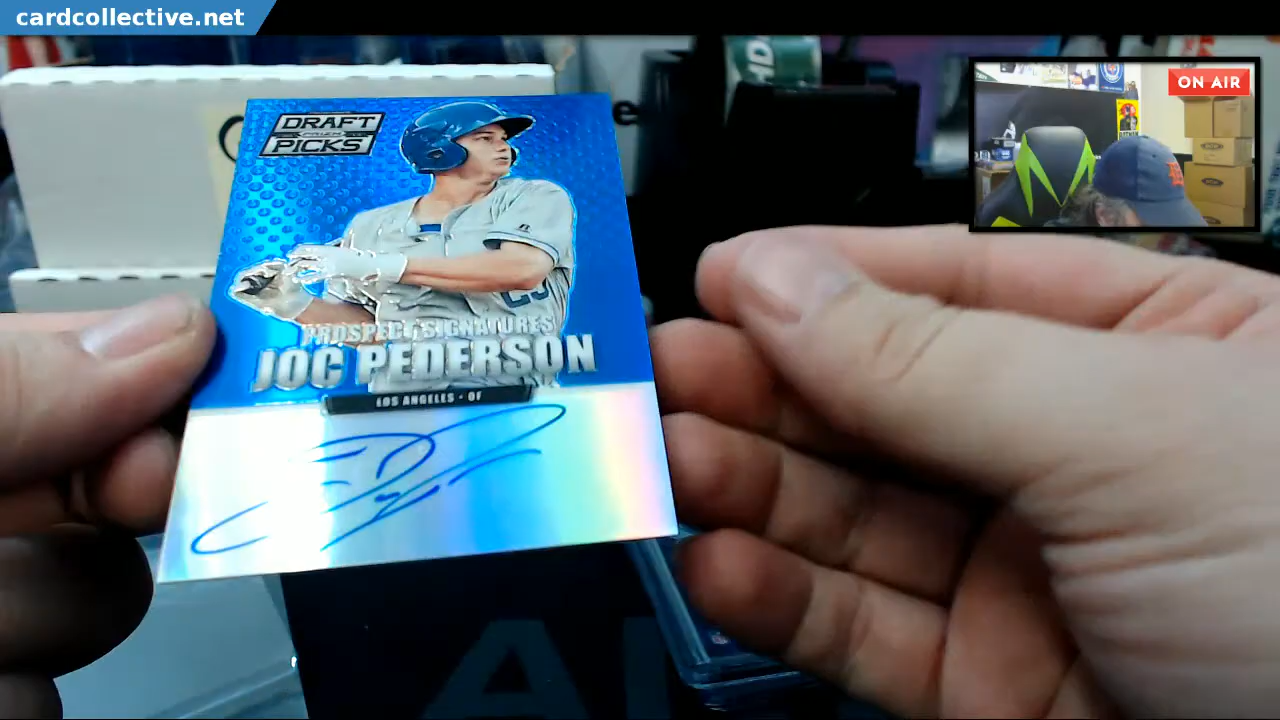 cardcollective.net
ON AIR
DRAFT
PICKS
PROSPECT SIGNATURES
JOC PEDERSON
LOS ANGELES • OF